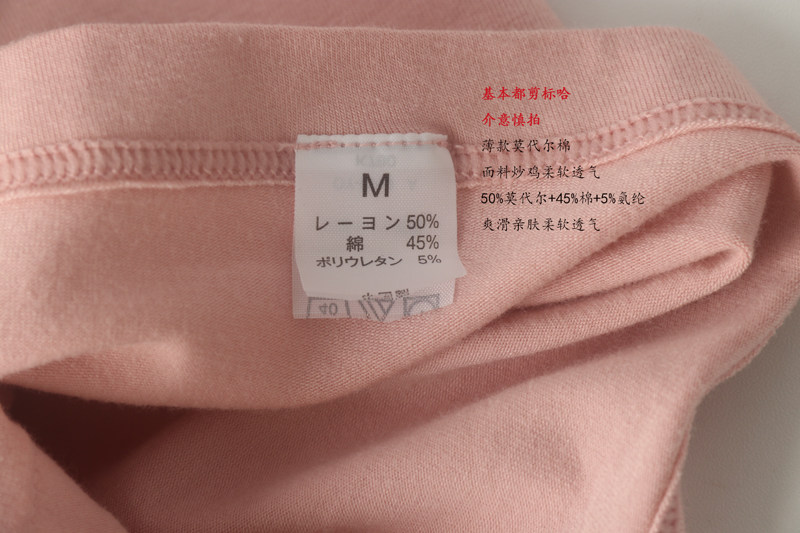 M
レーヨン 50%
綿 45%
ポリウレタン 5%
40
基本都剪标哈
介意慎拍
薄款莫代尔棉
面料炒鸡柔软透气
50%莫代尔+45%棉+5%氨纶
爽滑亲肤柔软透气